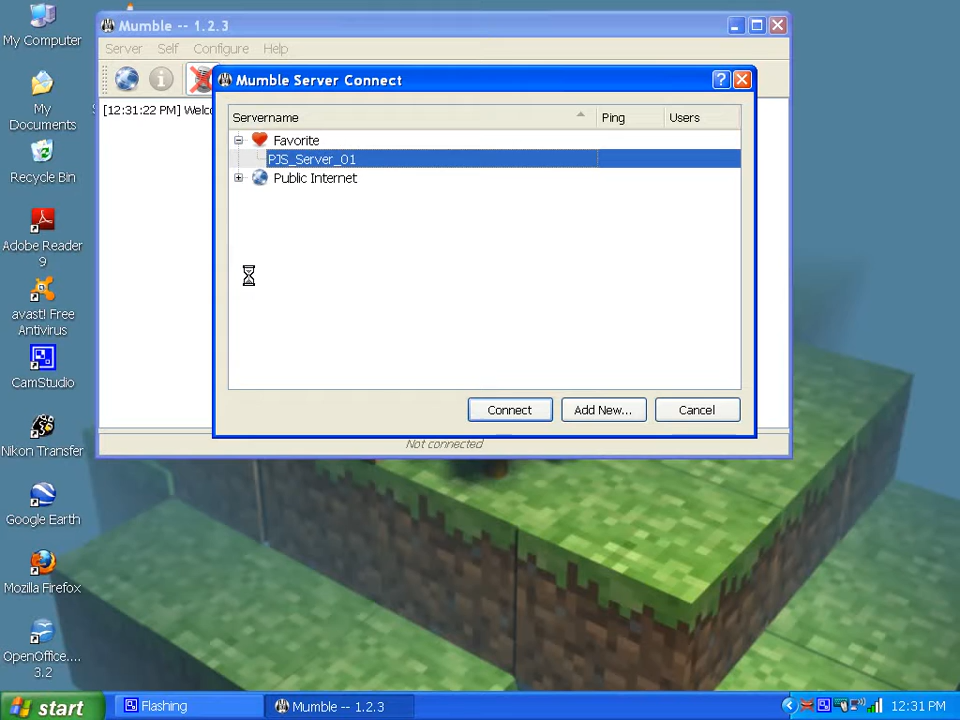 My Computer
My
Documents
Recycle Bin
Adobe Reader
9
avast! Free
Antivirus
CamStudio
Nikon Transfer
Google Earth
Mozilla Firefox
OpenOffice....
3.2
Mumble -- 1.2.3
Server Self Configure Help
[12:31:22 PM] Welco
Mumble Server Connect
Servername Ping Users
Favorite
PJS_Server_01
Public Internet
Connect Add New... Cancel
Not connected
start Flashing Mumble -- 1.2.3 12:31 PM